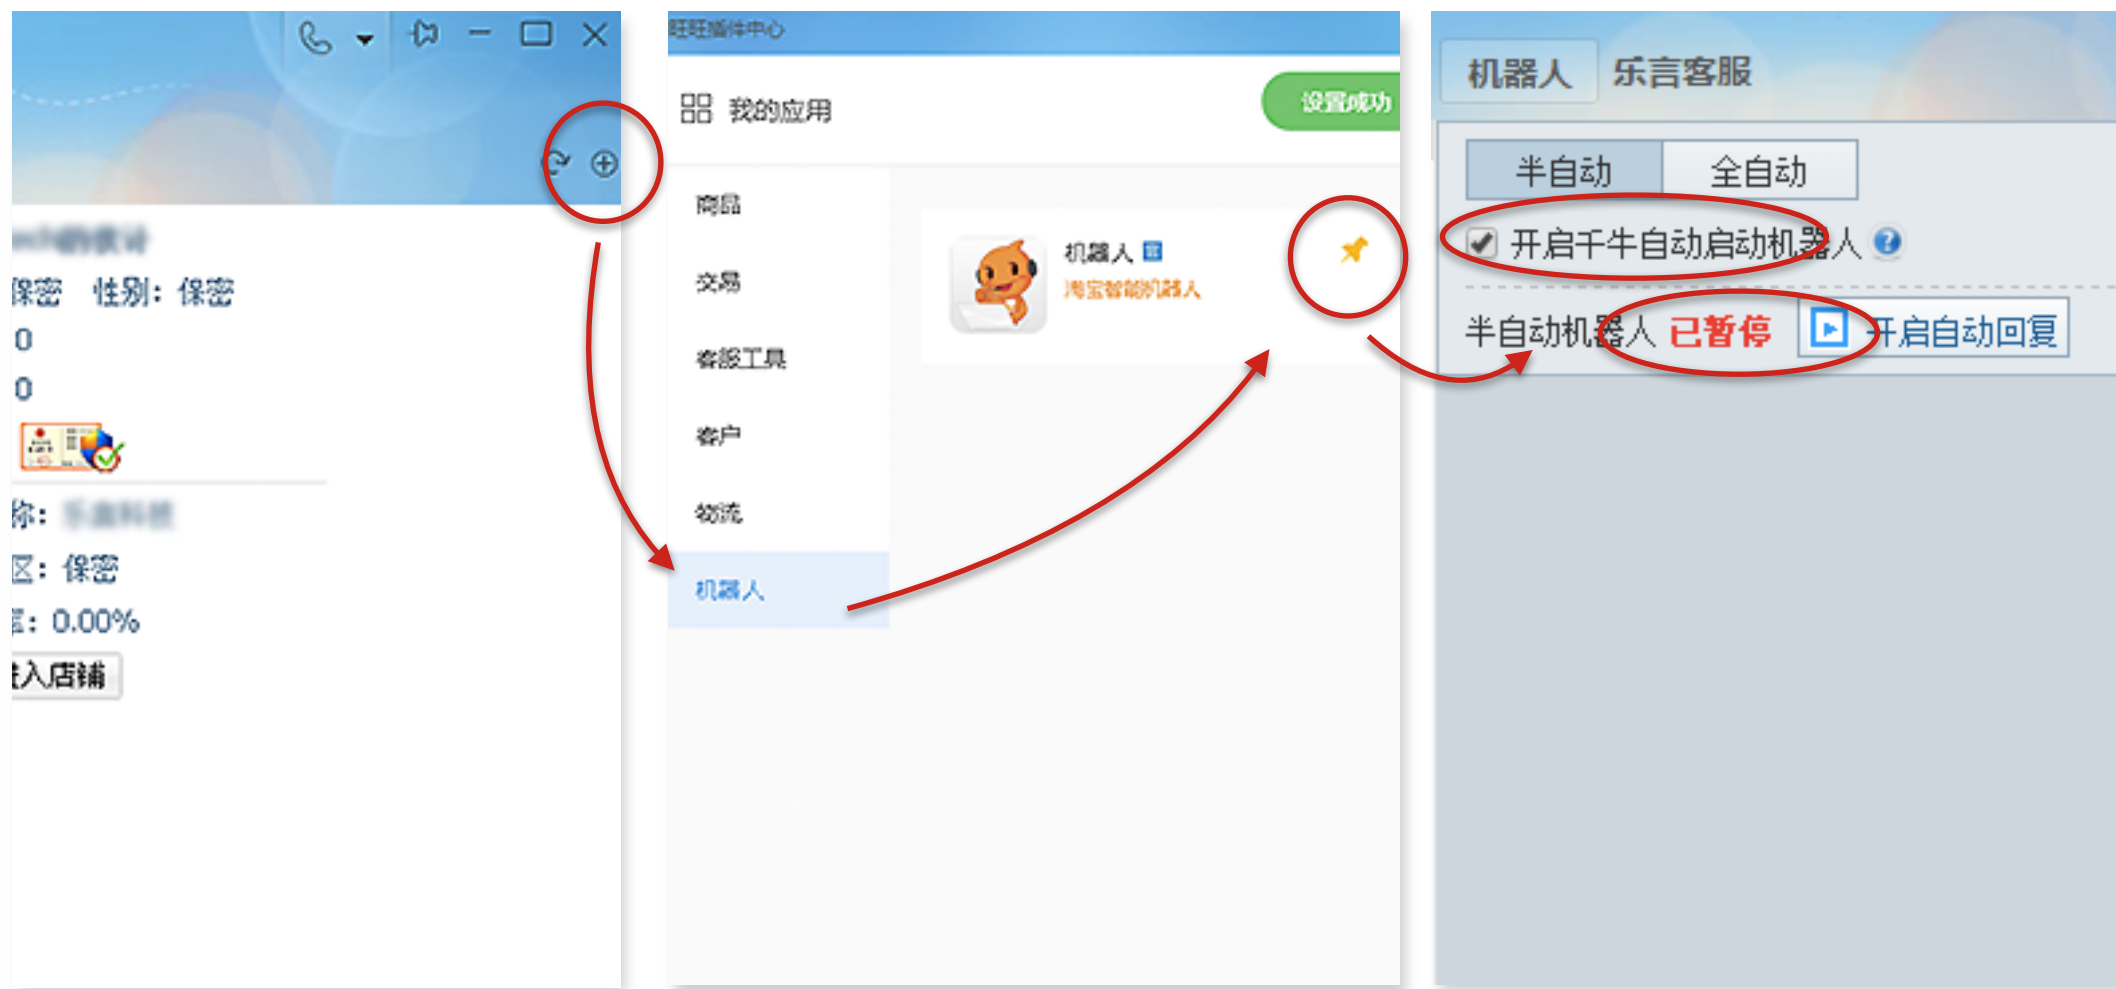 保密 性别：保密
0
0
称：
区：保密
：0.00%
进入店铺
旺旺插件中心
我的应用
设置成功
商品
交易
客服工具
客户
物流
机器人
机器人 官
淘宝智能机器人
机器人 乐言客服
半自动 全自动
开启千牛自动启动机器人 ?
半自动机器人 已暂停 开启自动回复